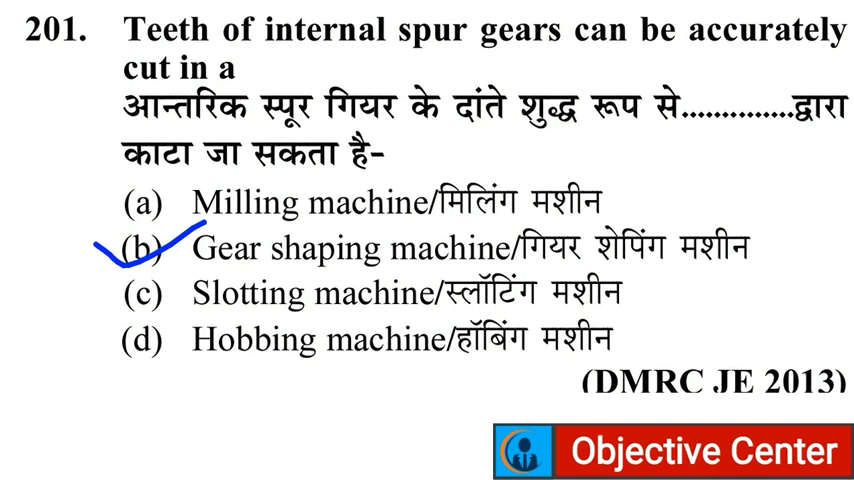 201. Teeth of internal spur gears can be accurately
cut in a
आन्तरिक स्पूर गियर के दांते शुद्ध रूप से..............द्वारा
काटा जा सकता है-
(a) Milling machine/मिलिंग मशीन
(b) Gear shaping machine/गियर शेपिंग मशीन
(c) Slotting machine/स्लॉटिंग मशीन
(d) Hobbing machine/हॉबिंग मशीन
(DMRC JE 2013)
Objective Center